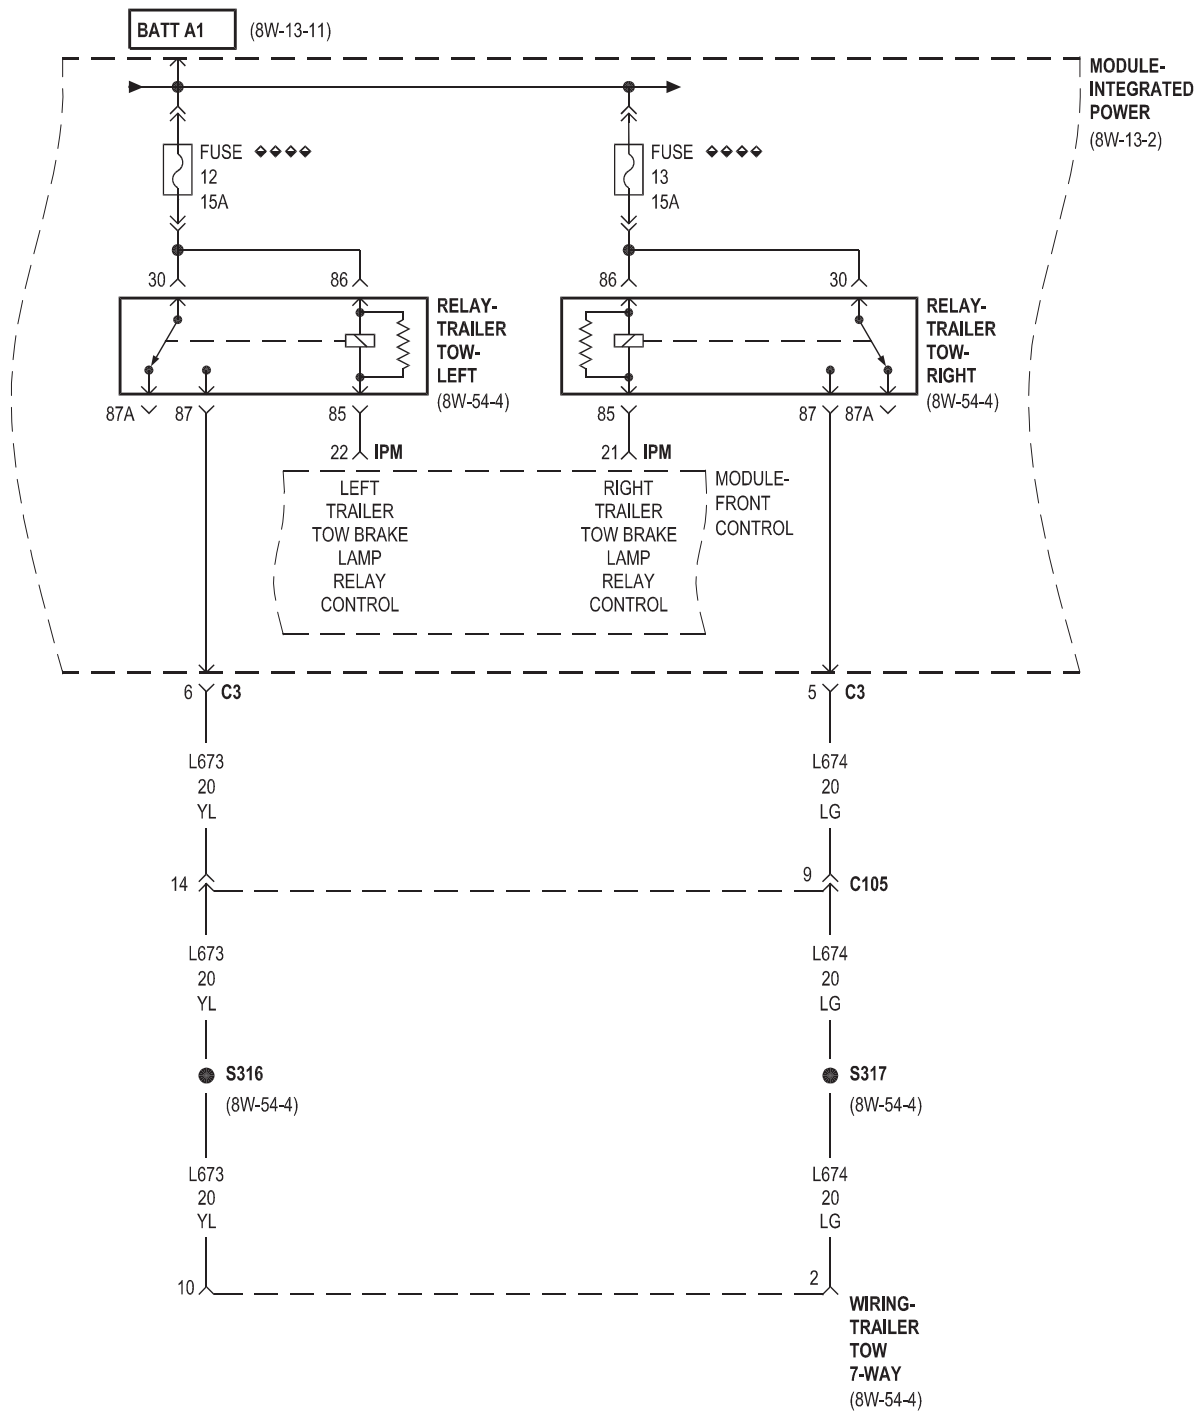 BATT A1 (8W-13-11)
MODULE-
INTEGRATED
POWER
(8W-13-2)
FUSE
12
15A
FUSE
13
15A
30
86
86
30
RELAY-
TRAILER
TOW-
LEFT
(8W-54-4)
RELAY-
TRAILER
TOW-
RIGHT
(8W-54-4)
87A
87
85
85
87
87A
22 IPM
21 IPM
LEFT
TRAILER
TOW BRAKE
LAMP
RELAY
CONTROL
RIGHT
TRAILER
TOW BRAKE
LAMP
RELAY
CONTROL
MODULE-
FRONT
CONTROL
6 C3
5 C3
L673
20
YL
L674
20
LG
14
9 C105
L673
20
YL
L674
20
LG
S316
(8W-54-4)
S317
(8W-54-4)
L673
20
YL
L674
20
LG
10
2
WIRING-
TRAILER
TOW
7-WAY
(8W-54-4)